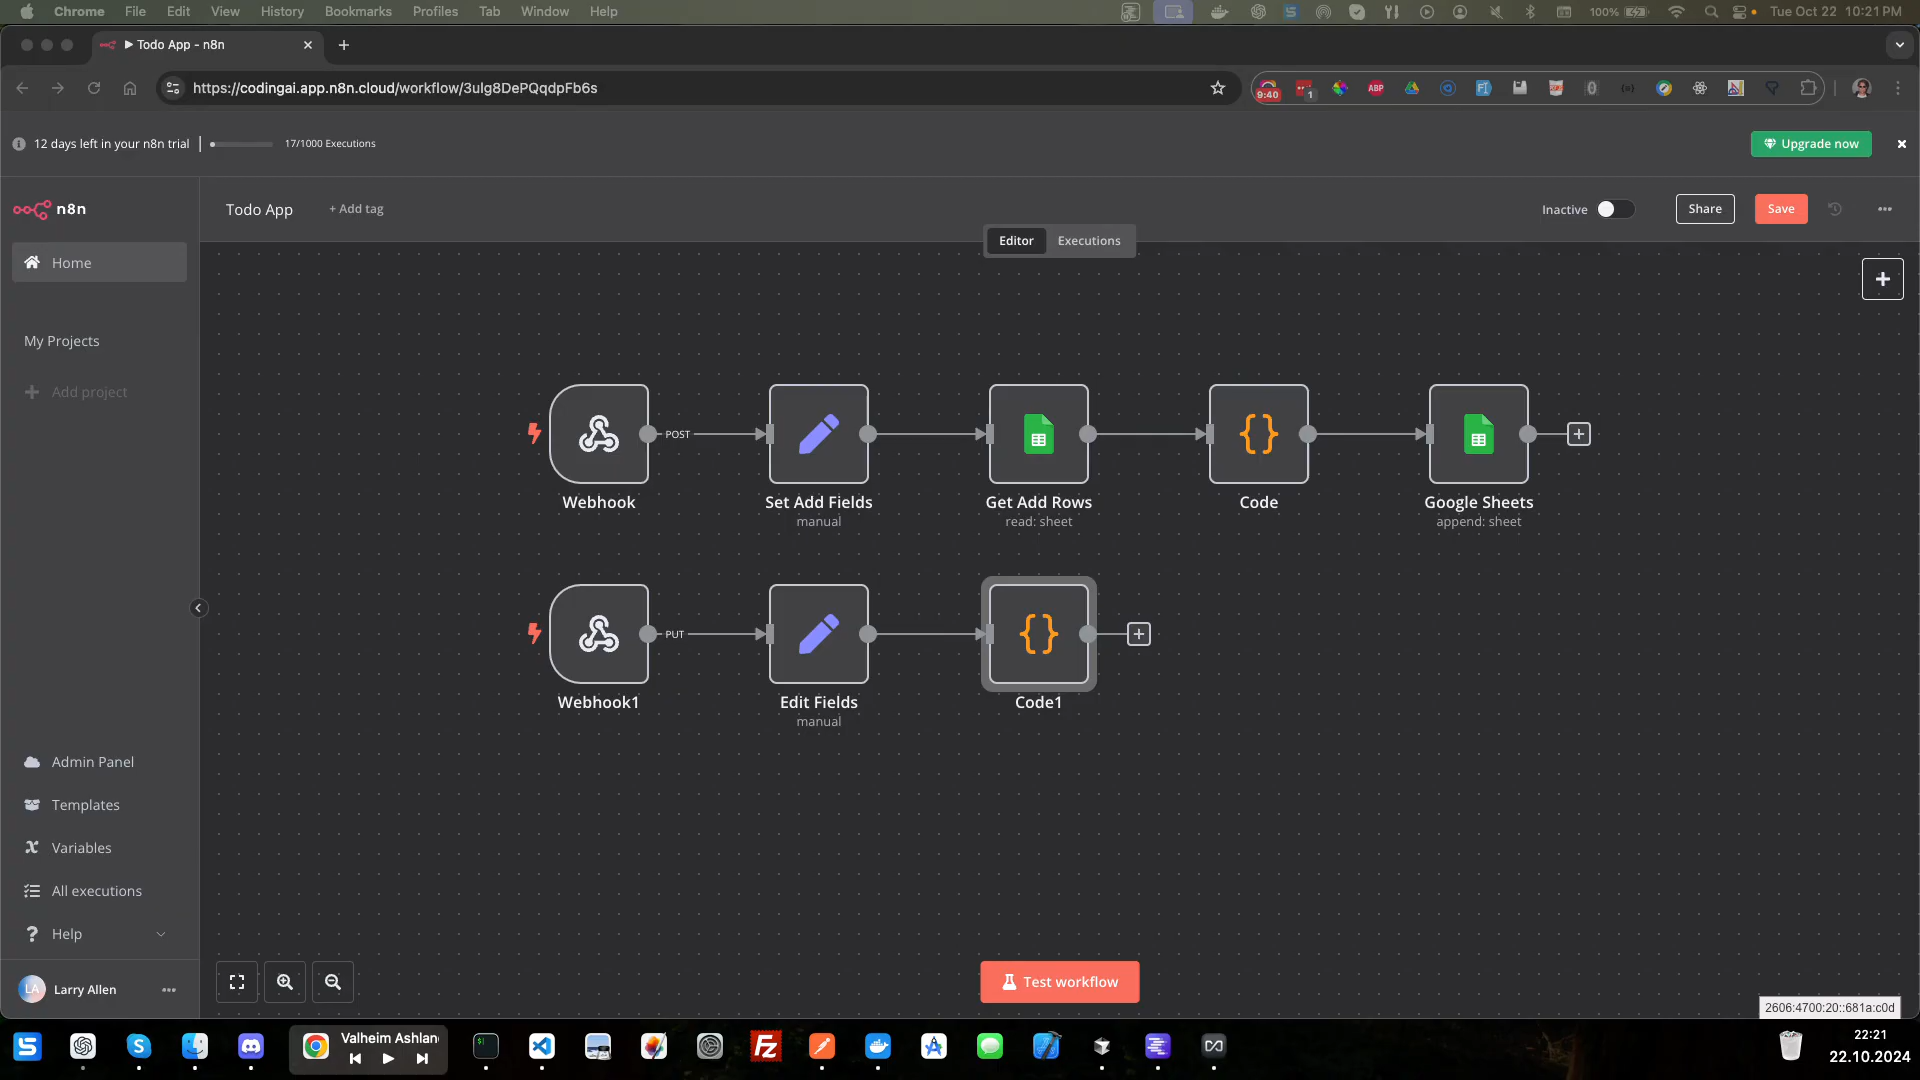 Chrome File Edit View History Bookmarks Profiles Tab Window Help 100% Tue Oct 22 10:21 PM
Todo App - n8n
https://codingai.app.n8n.cloud/workflow/3ulg8DePQqdpFb6s
9:40 1 ABP
12 days left in your n8n trial 17/1000 Executions Upgrade now
n8n
Todo App + Add tag Inactive Share Save
Editor Executions
Home
My Projects
Add project
POST
Webhook Set Add Fields Get Add Rows Code Google Sheets
manual read: sheet append: sheet
PUT
Webhook1 Edit Fields Code1
manual
Admin Panel
Templates
Variables
All executions
Help
LA Larry Allen
Test workflow
2606:4700:20::681a:c0d
Valheim Ashlan
22:21
22.10.2024